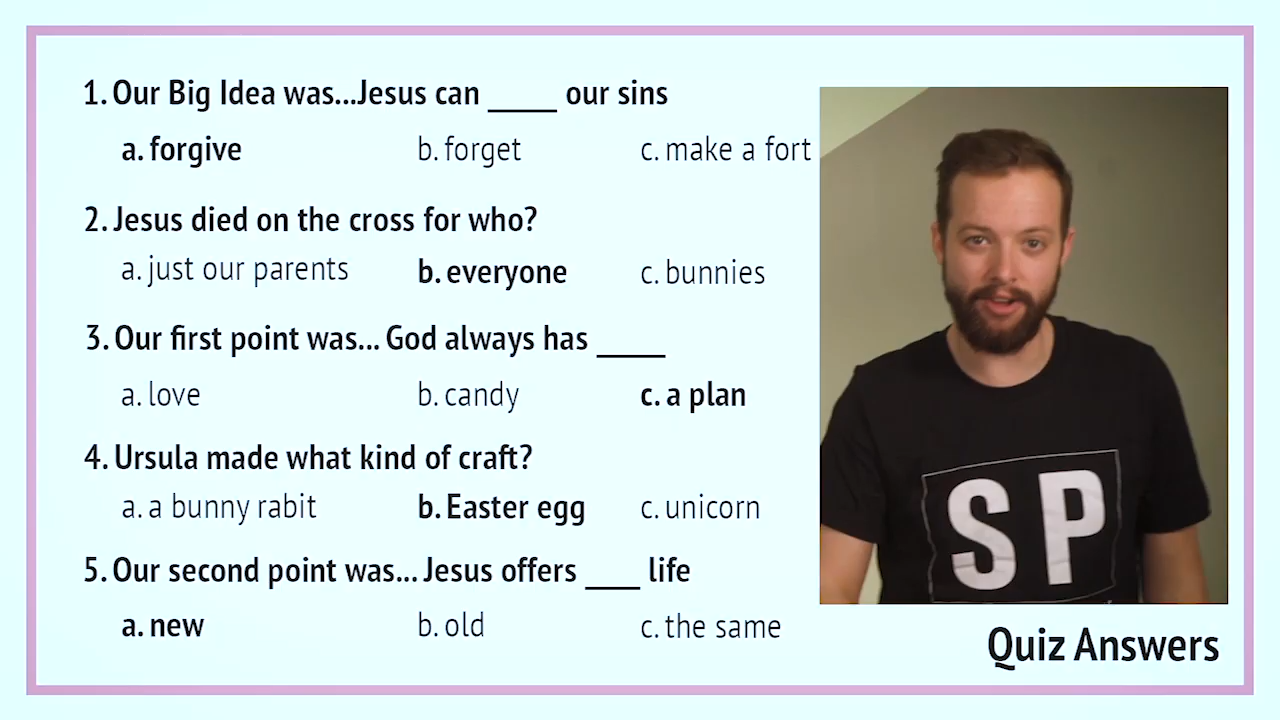 1. Our Big Idea was...Jesus can _____ our sins
a. forgive b. forget c. make a fort
2. Jesus died on the cross for who?
a. just our parents b. everyone c. bunnies
3. Our first point was... God always has _____
a. love b. candy c. a plan
4. Ursula made what kind of craft?
a. a bunny rabit b. Easter egg c. unicorn
5. Our second point was... Jesus offers ____ life
a. new b. old c. the same
SP
Quiz Answers